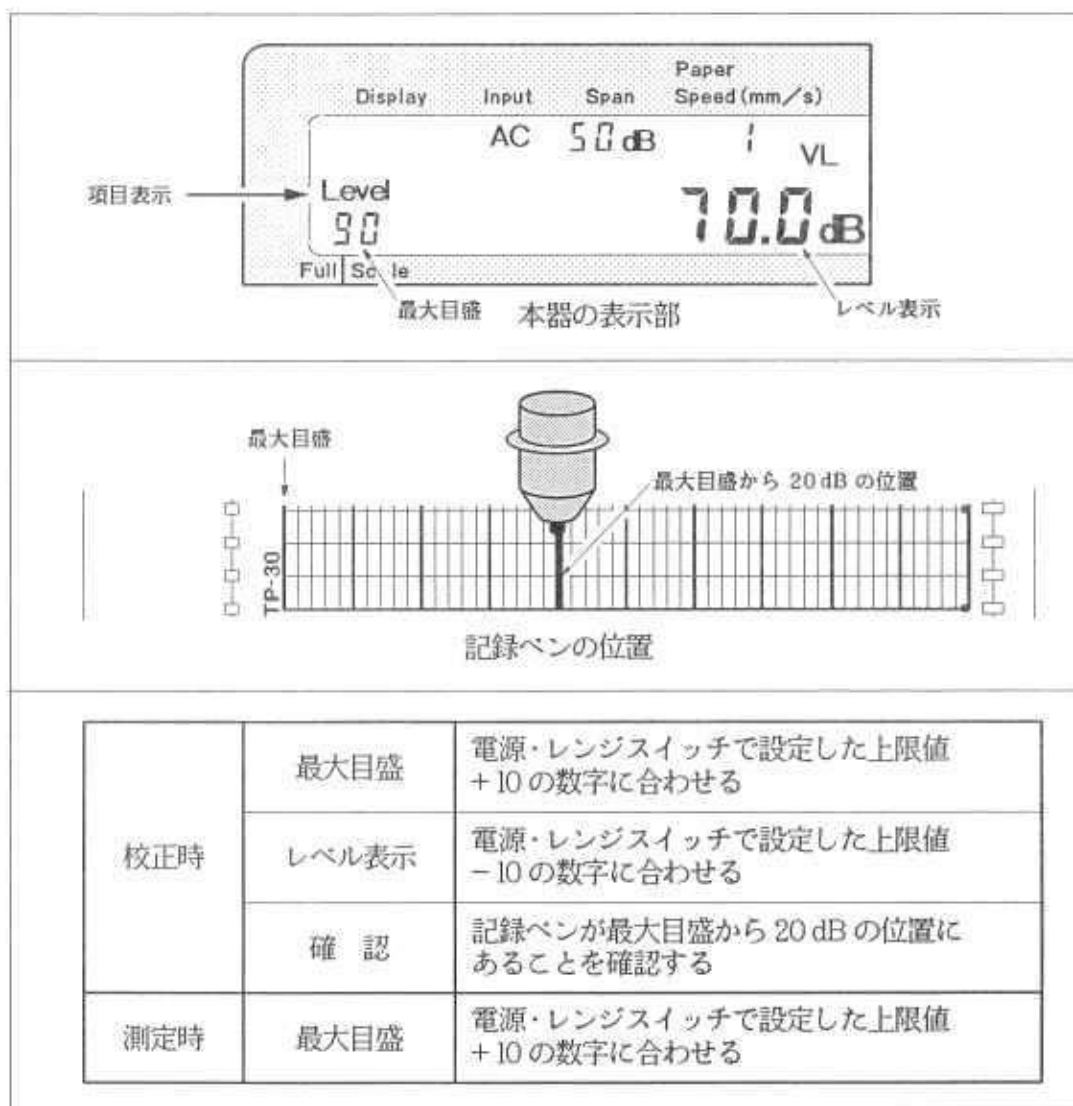 Paper
Display Input Span Speed(mm/s)
AC 50dB 1 VL
項目表示
Level
90 70.0dB
Full Scale
最大目盛 本器の表示部 レベル表示
最大目盛
最大目盛から 20 dB の位置
TP-30
記録ペンの位置
校正時
最大目盛
電源・レンジスイッチで設定した上限値
+10 の数字に合わせる
レベル表示
電源・レンジスイッチで設定した上限値
-10 の数字に合わせる
確 認
記録ペンが最大目盛から 20 dB の位置に
あることを確認する
測定時
最大目盛
電源・レンジスイッチで設定した上限値
+10 の数字に合わせる